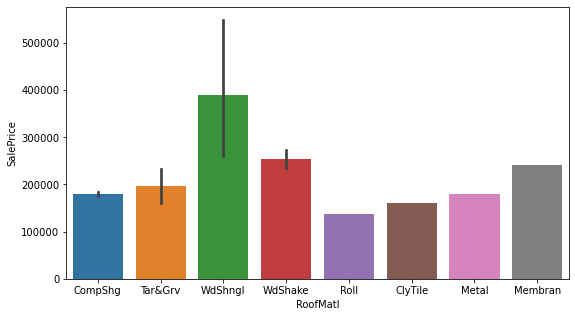 500000
400000
300000
200000
100000
0
SalePrice
CompShg Tar&Grv WdShngl WdShake Roll ClyTile Metal Membran
RoofMatl